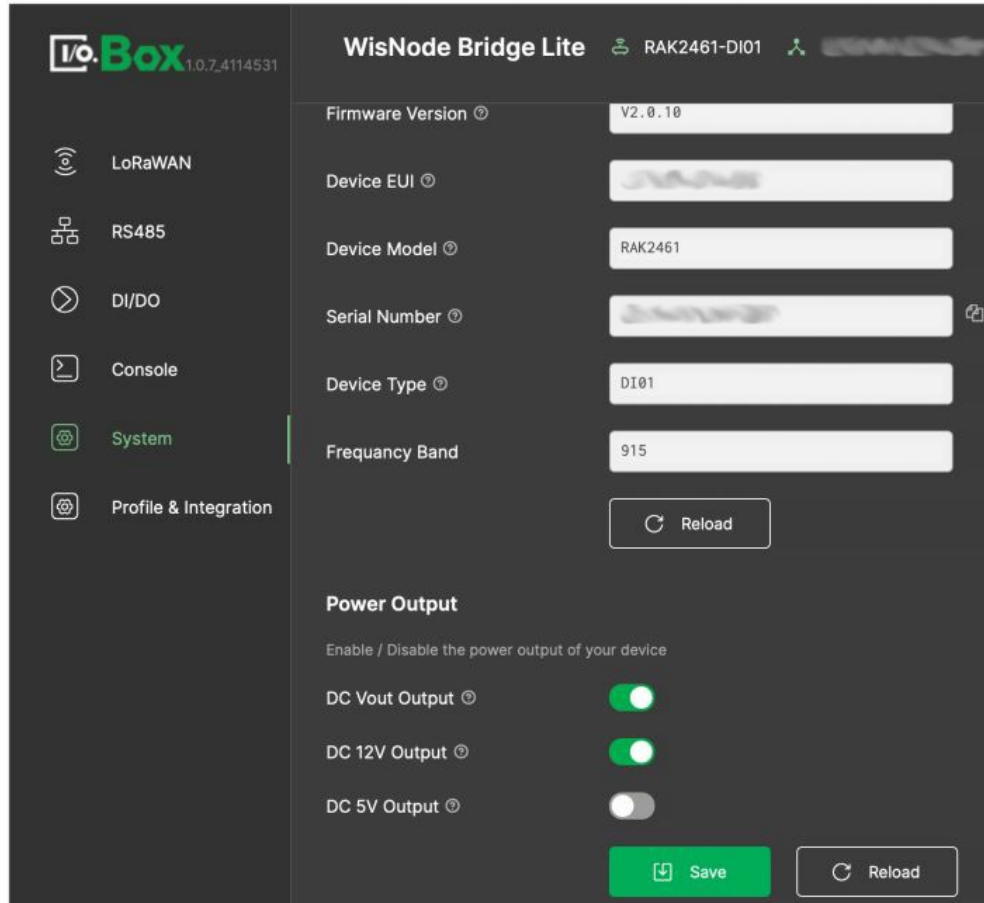 I/O.Box 1.0.7_4114531
WisNode Bridge Lite RAK2461-DI01
LoRaWAN
RS485
DI/DO
Console
System
Profile & Integration
Firmware Version V2.0.10
Device EUI
Device Model RAK2461
Serial Number
Device Type DI01
Frequancy Band 915
Reload
Power Output
Enable / Disable the power output of your device
DC Vout Output
DC 12V Output
DC 5V Output
Save Reload